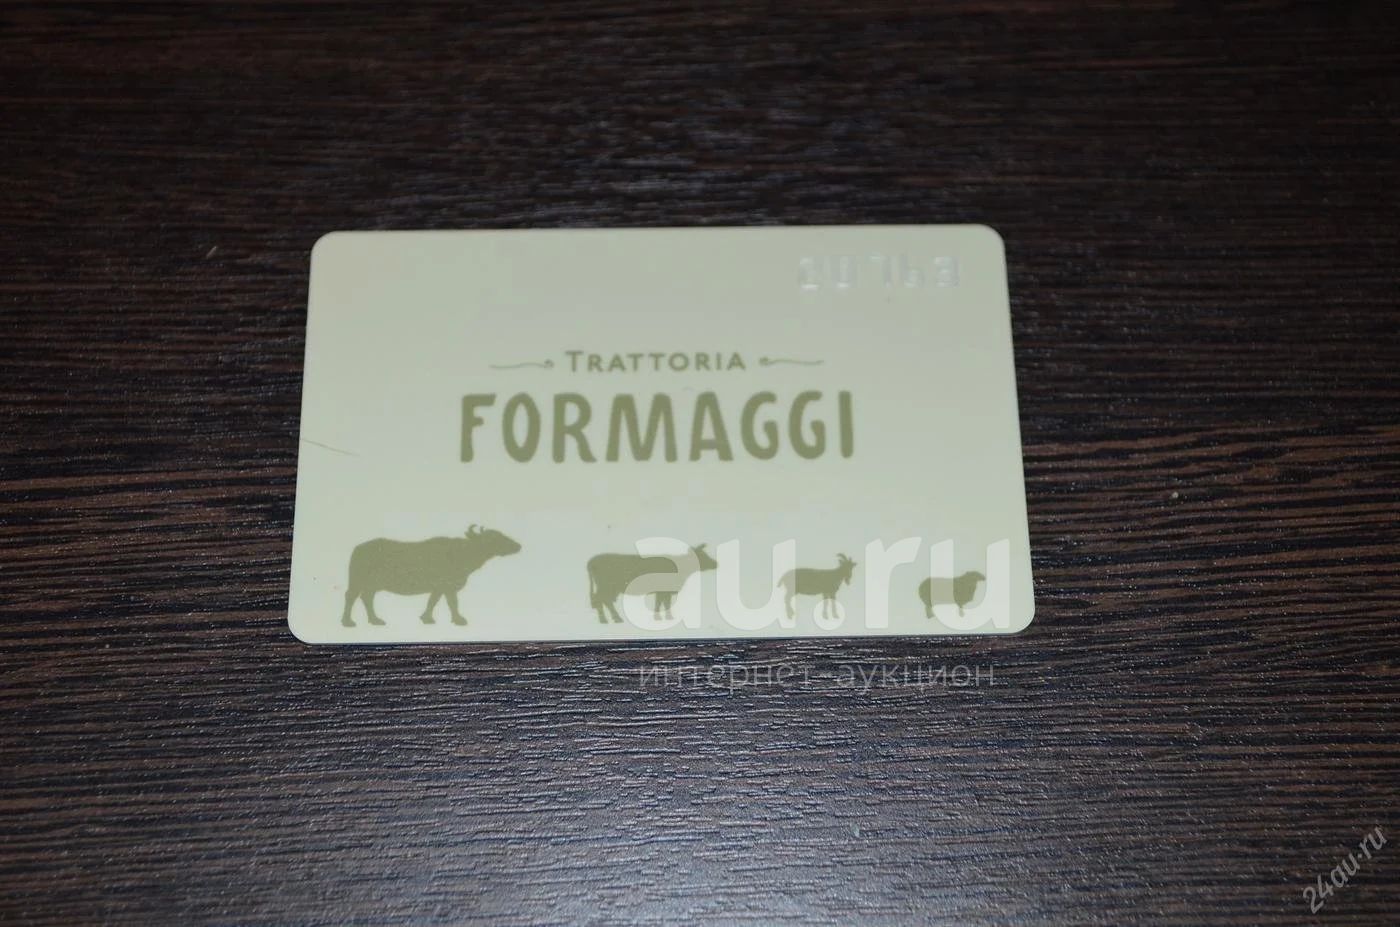 TRATTORIA
FORMAGGI
au.ru
интернет-аукцион
24au.ru